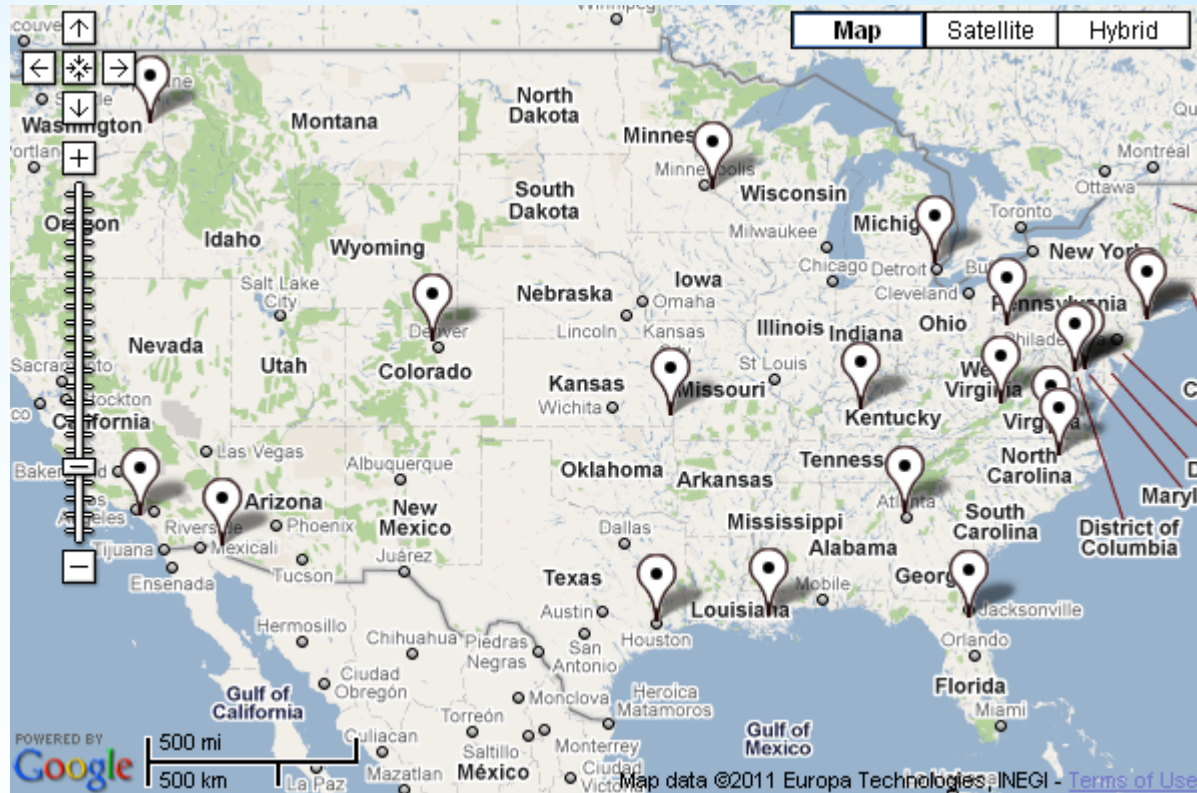 Winnipeg
Map
Satellite
Hybrid
Washington
Montana
North
Dakota
Minnes
Montréal
Ottawa
Minneapolis
South
Dakota
Wisconsin
Michig
Toronto
Oregon
Idaho
Wyoming
Milwaukee
New York
Salt Lake
City
Chicago
Detroit
Iowa
Cleveland
Nebraska
Omaha
Pennsylvania
Lincoln
Kansas
Illinois
Indiana
Ohio
Denver
Nevada
Utah
Colorado
St Louis
West
Virginia
Kansas
Missouri
Wichita
Kentucky
Stockton
California
Virginia
Las Vegas
Albuquerque
Oklahoma
Arkansas
Tenness
North
Carolina
Arizona
New
Mexico
Atlanta
Riverside
Phoenix
Dallas
Mississippi
South
Carolina
District of
Columbia
Tijuana
Mexicali
Tucson
Juárez
Alabama
Ensenada
Texas
Georg
Austin
Louisiana
Mobile
Jacksonville
Hermosillo
Chihuahua
Piedras
Negras
San
Antonio
Houston
Orlando
Ciudad
Obregón
Monclova
Heroica
Matamoros
Florida
Gulf of
California
Miami
Torreón
Gulf of
Mexico
POWERED BY
Google
500 mi
500 km
Culiacan
Saltillo
Monterrey
La Paz
Mazatlan
México
Ciudad
Map data ©2011 Europa Technologies, INEGI - Terms of Use